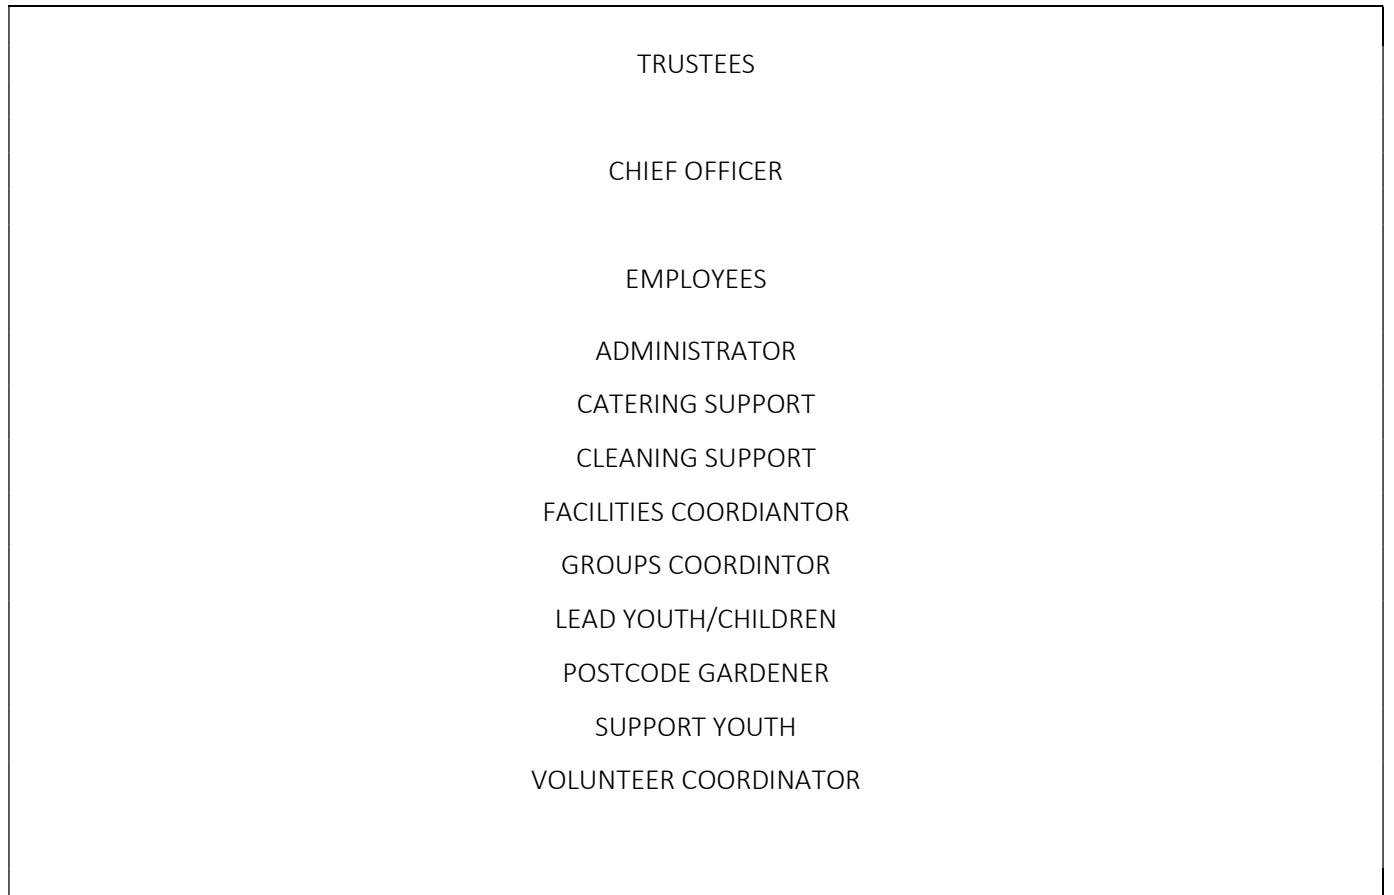 TRUSTEES
CHIEF OFFICER
EMPLOYEES
ADMINISTRATOR
CATERING SUPPORT
CLEANING SUPPORT
FACILITIES COORDIANTOR
GROUPS COORDINTOR
LEAD YOUTH/CHILDREN
POSTCODE GARDENER
SUPPORT YOUTH
VOLUNTEER COORDINATOR